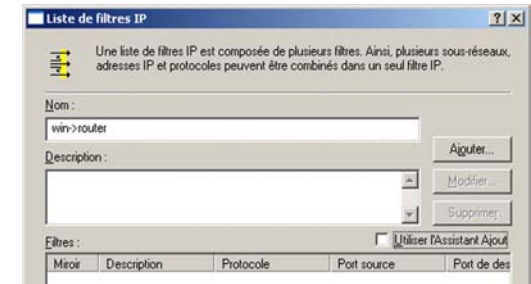 Liste de filtres IP
Une liste de filtres IP est composée de plusieurs filtres. Ainsi, plusieurs sous-réseaux,
adresses IP et protocoles peuvent être combinés dans un seul filtre
IP.
Nom :
win->router
Ajouter...
Description :
Modifier...
Supprimer
Filtres :
Utiliser l'Assistant Ajout
Miroir Description Protocole Port source Port de des